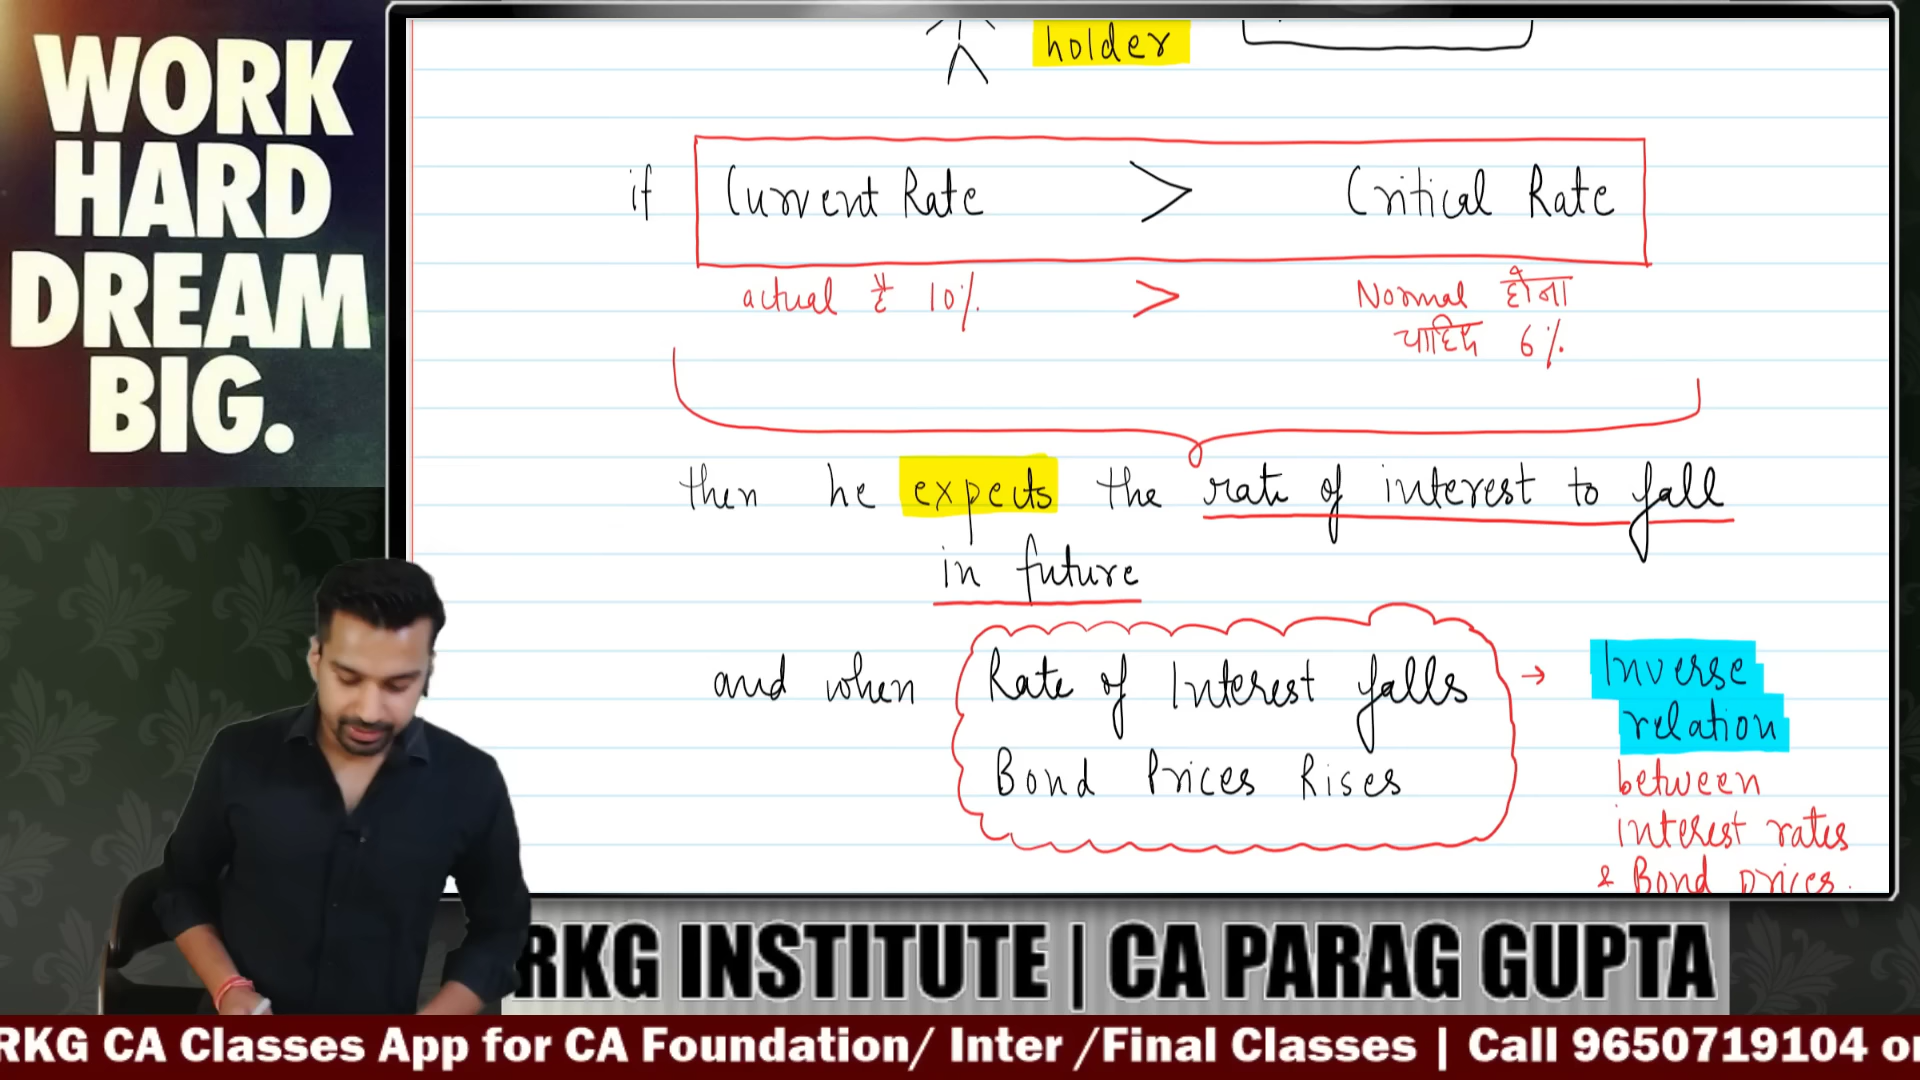 WORK
HARD
DREAM
BIG.
holder
if Current Rate > Critical Rate
actual है 10% > Normal होना
चाहिए 6%
then he expects the rate of interest to fall
in future
and when Rate of Interest falls → Inverse
relation
Bond Prices Rises
between
interest rates
& Bond prices.
RKG INSTITUTE | CA PARAG GUPTA
RKG CA Classes App for CA Foundation/ Inter /Final Classes | Call 9650719104 or